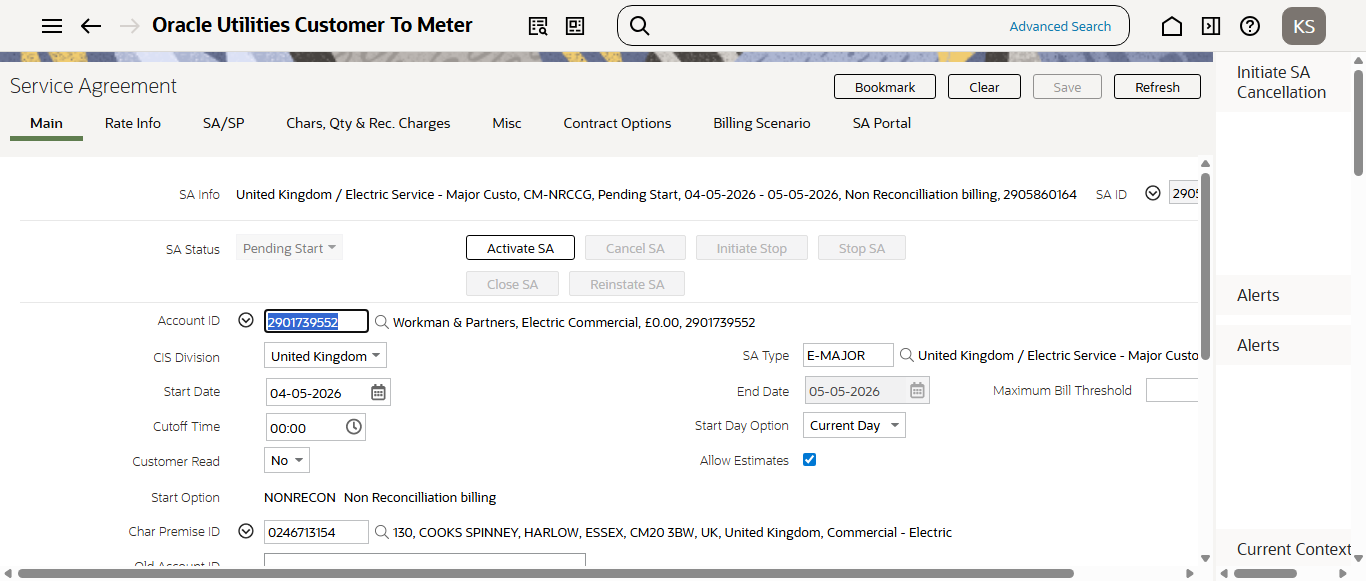 Oracle Utilities Customer To Meter
Advanced Search
KS
Service Agreement
Bookmark Clear Save Refresh
Main Rate Info SA/SP Chars, Qty & Rec. Charges Misc Contract Options Billing Scenario SA Portal
SA Info United Kingdom / Electric Service - Major Custo, CM-NRCCG, Pending Start, 04-05-2026 - 05-05-2026, Non Reconcilliation billing, 2905860164 SA ID 2905
SA Status Pending Start Activate SA Cancel SA Initiate Stop Stop SA
Close SA Reinstate SA
Account ID 2901739552 Workman & Partners, Electric Commercial, £0.00, 2901739552
CIS Division United Kingdom SA Type E-MAJOR United Kingdom / Electric Service - Major Custo
Start Date 04-05-2026 End Date 05-05-2026 Maximum Bill Threshold
Cutoff Time 00:00 Start Day Option Current Day
Customer Read No Allow Estimates
Start Option NONRECON Non Reconcilliation billing
Char Premise ID 0246713154 130, COOKS SPINNEY, HARLOW, ESSEX, CM20 3BW, UK, United Kingdom, Commercial - Electric
Old Account ID
Initiate SA
Cancellation
Alerts
Alerts
Current Context